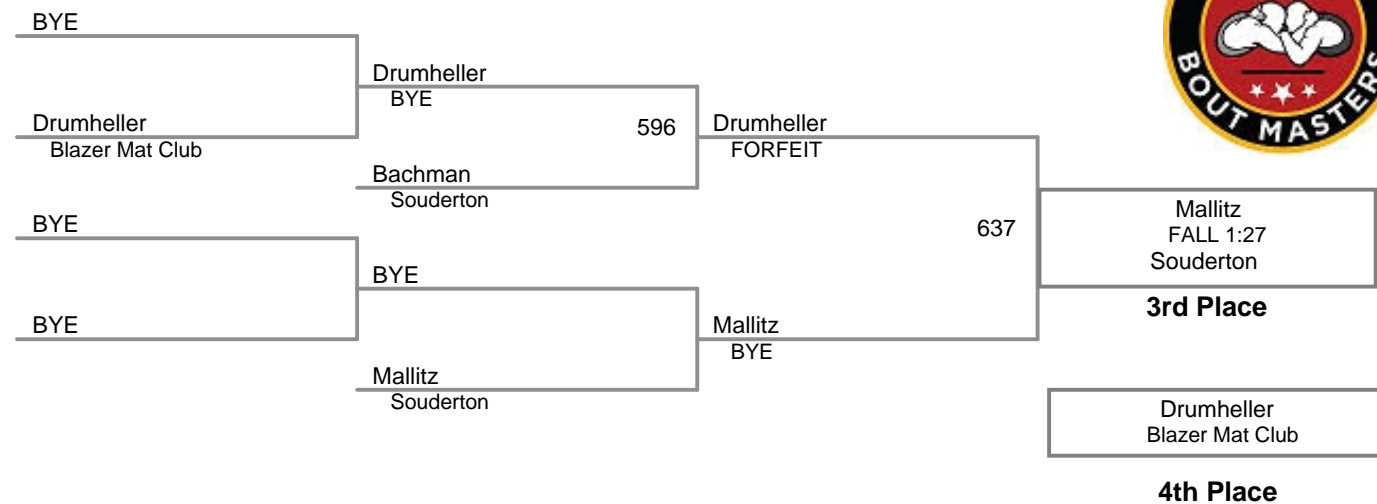 BYE
Drumheller
BYE
Drumheller
Blazer Mat Club
596
Drumheller
FORFEIT
Bachman
Souderton
BYE
637
Mallitz
FALL 1:27
Souderton
BYE
3rd Place
BYE
Mallitz
BYE
Mallitz
Souderton
Drumheller
Blazer Mat Club
4th Place
BOUT MASTERS